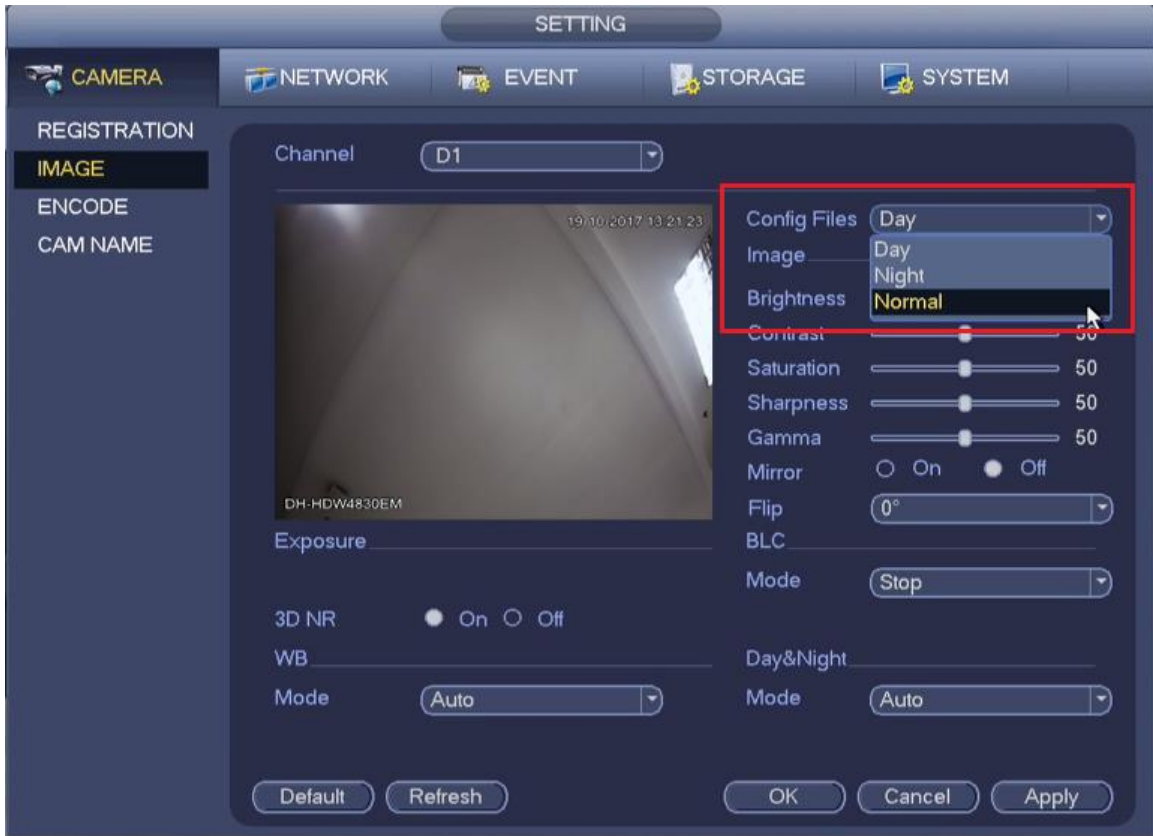 SETTING
CAMERA NETWORK EVENT STORAGE SYSTEM
REGISTRATION
IMAGE
ENCODE
CAM NAME
Channel D1
19/10/2017 13:21:23
DH-HDW4830EM
Config Files Day
Day
Night
Normal
Image
Brightness
Contrast 50
Saturation 50
Sharpness 50
Gamma 50
Mirror On Off
Flip 0°
Exposure
BLC
Mode Stop
3D NR On Off
WB
Mode Auto
Day&Night
Mode Auto
Default Refresh OK Cancel Apply